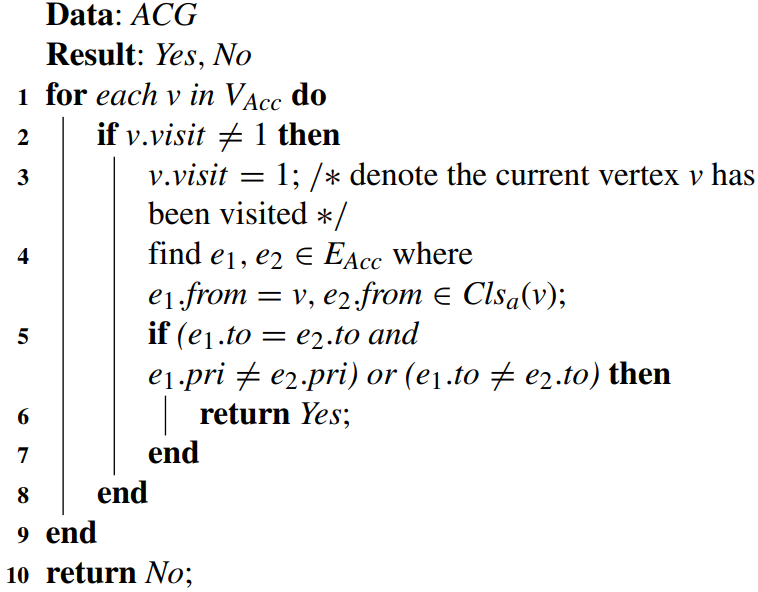 Data: ACG
Result: Yes, No
1 for each v in V_Acc do
2 if v.visit ≠ 1 then
3 v.visit = 1; /* denote the current vertex v has
been visited */
4 find e₁, e₂ ∈ E_Acc where
e₁.from = v, e₂.from ∈ Cls_a(v);
5 if (e₁.to = e₂.to and
e₁.pri ≠ e₂.pri) or (e₁.to ≠ e₂.to) then
6 return Yes;
7 end
8 end
9 end
10 return No;